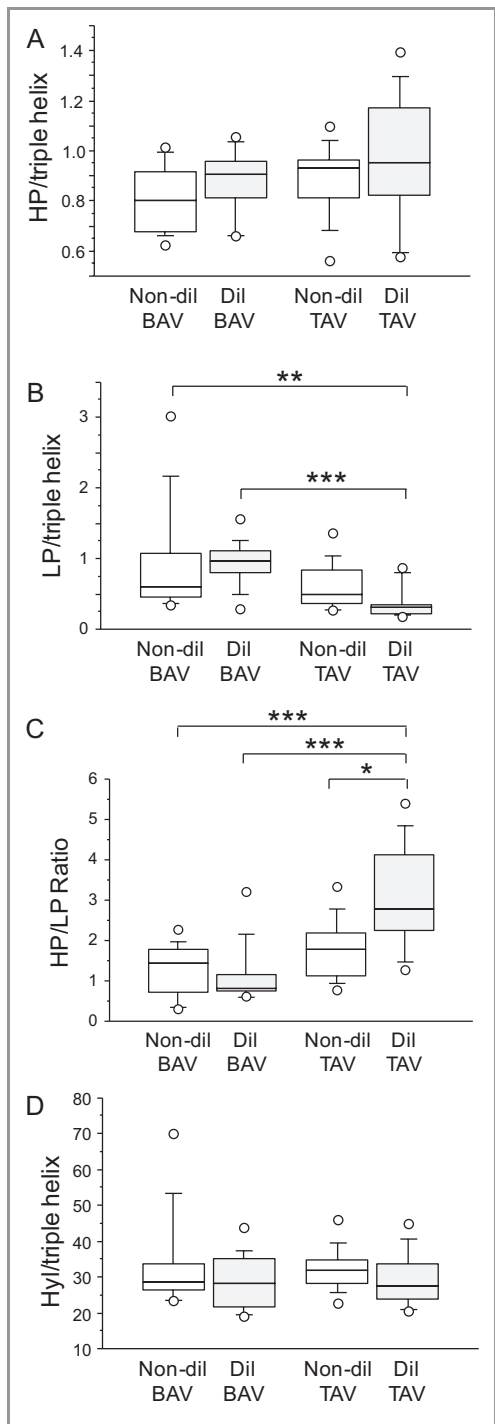 A
HP/triple helix
1.4
1.2
1.0
0.8
0.6
Non-dil Dil Non-dil Dil
BAV BAV TAV TAV
B
**
***
LP/triple helix
3
2
1
0
Non-dil Dil Non-dil Dil
BAV BAV TAV TAV
C
***
***
*
HP/LP Ratio
6
5
4
3
2
1
0
Non-dil Dil Non-dil Dil
BAV BAV TAV TAV
D
Hyl/triple helix
80
70
60
50
40
30
20
10
Non-dil Dil Non-dil Dil
BAV BAV TAV TAV